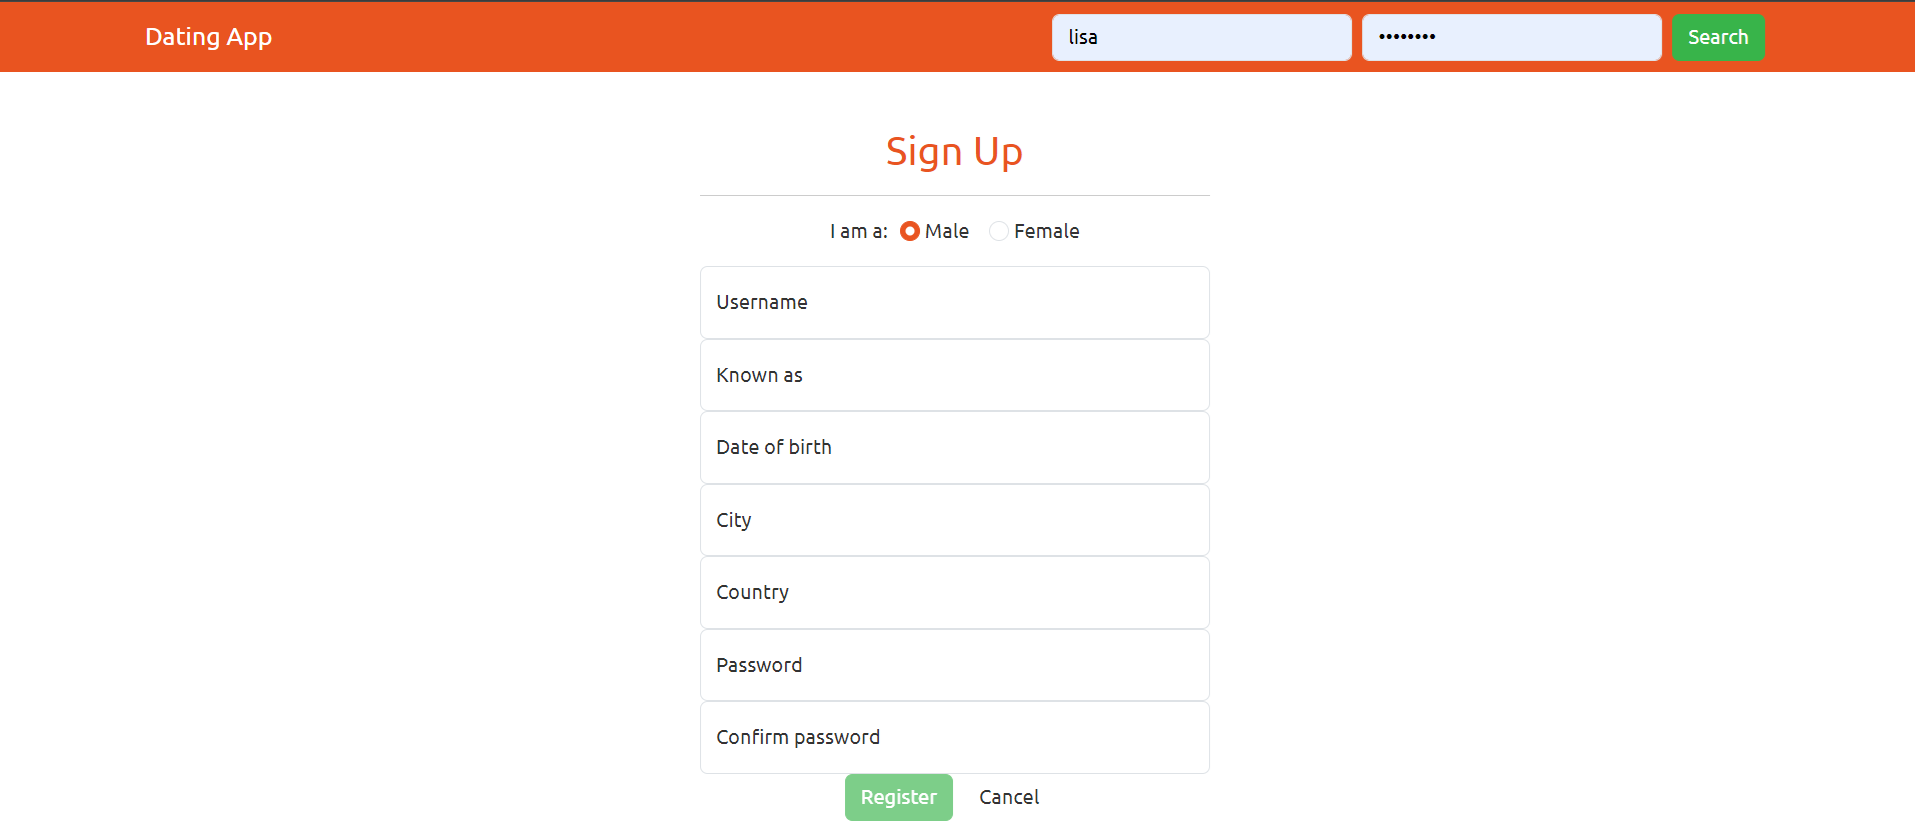 Dating App lisa •••••••• Search
Sign Up
I am a: Male Female
Username
Known as
Date of birth
City
Country
Password
Confirm password
Register Cancel